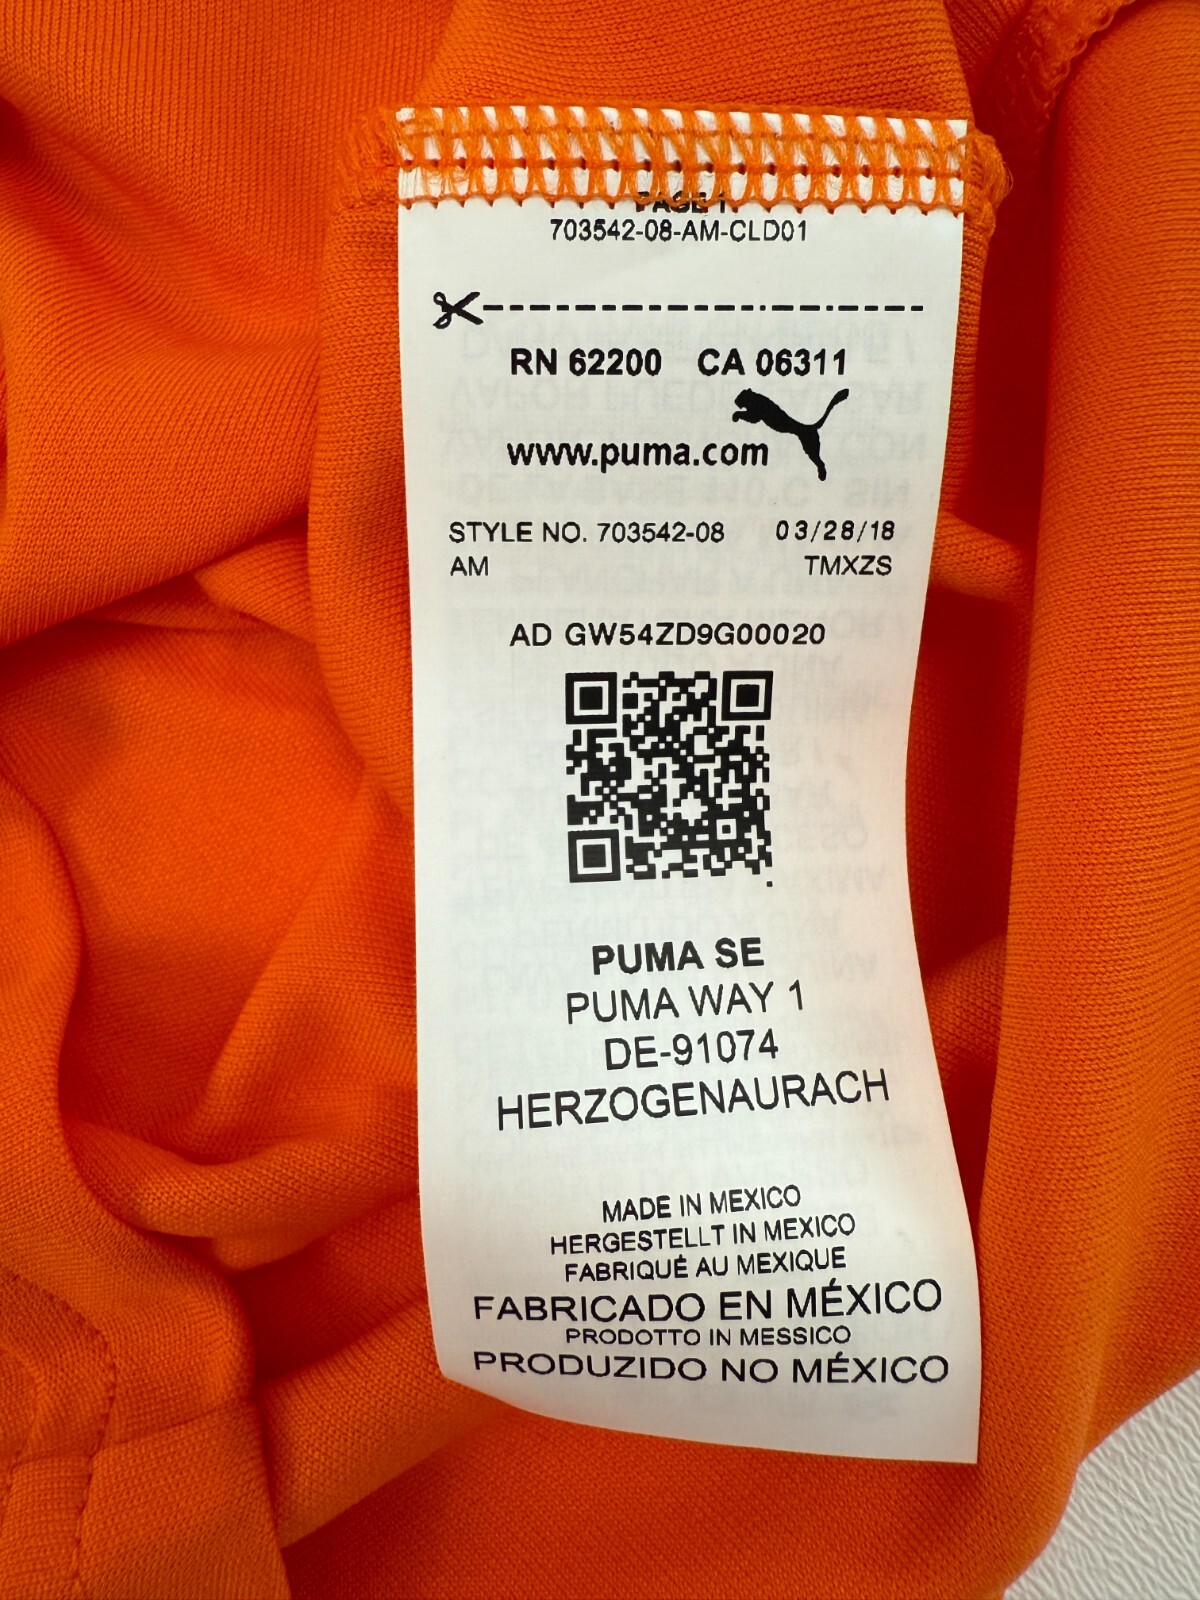 PAGE 1
703542-08-AM-CLD01
RN 62200 CA 06311
www.puma.com
STYLE NO. 703542-08 03/28/18
AM TMXZS
AD GW54ZD9G00020
PUMA SE
PUMA WAY 1
DE-91074
HERZOGENAURACH
MADE IN MEXICO
HERGESTELLT IN MEXICO
FABRIQUÉ AU MEXIQUE
FABRICADO EN MÉXICO
PRODOTTO IN MESSICO
PRODUZIDO NO MÉXICO